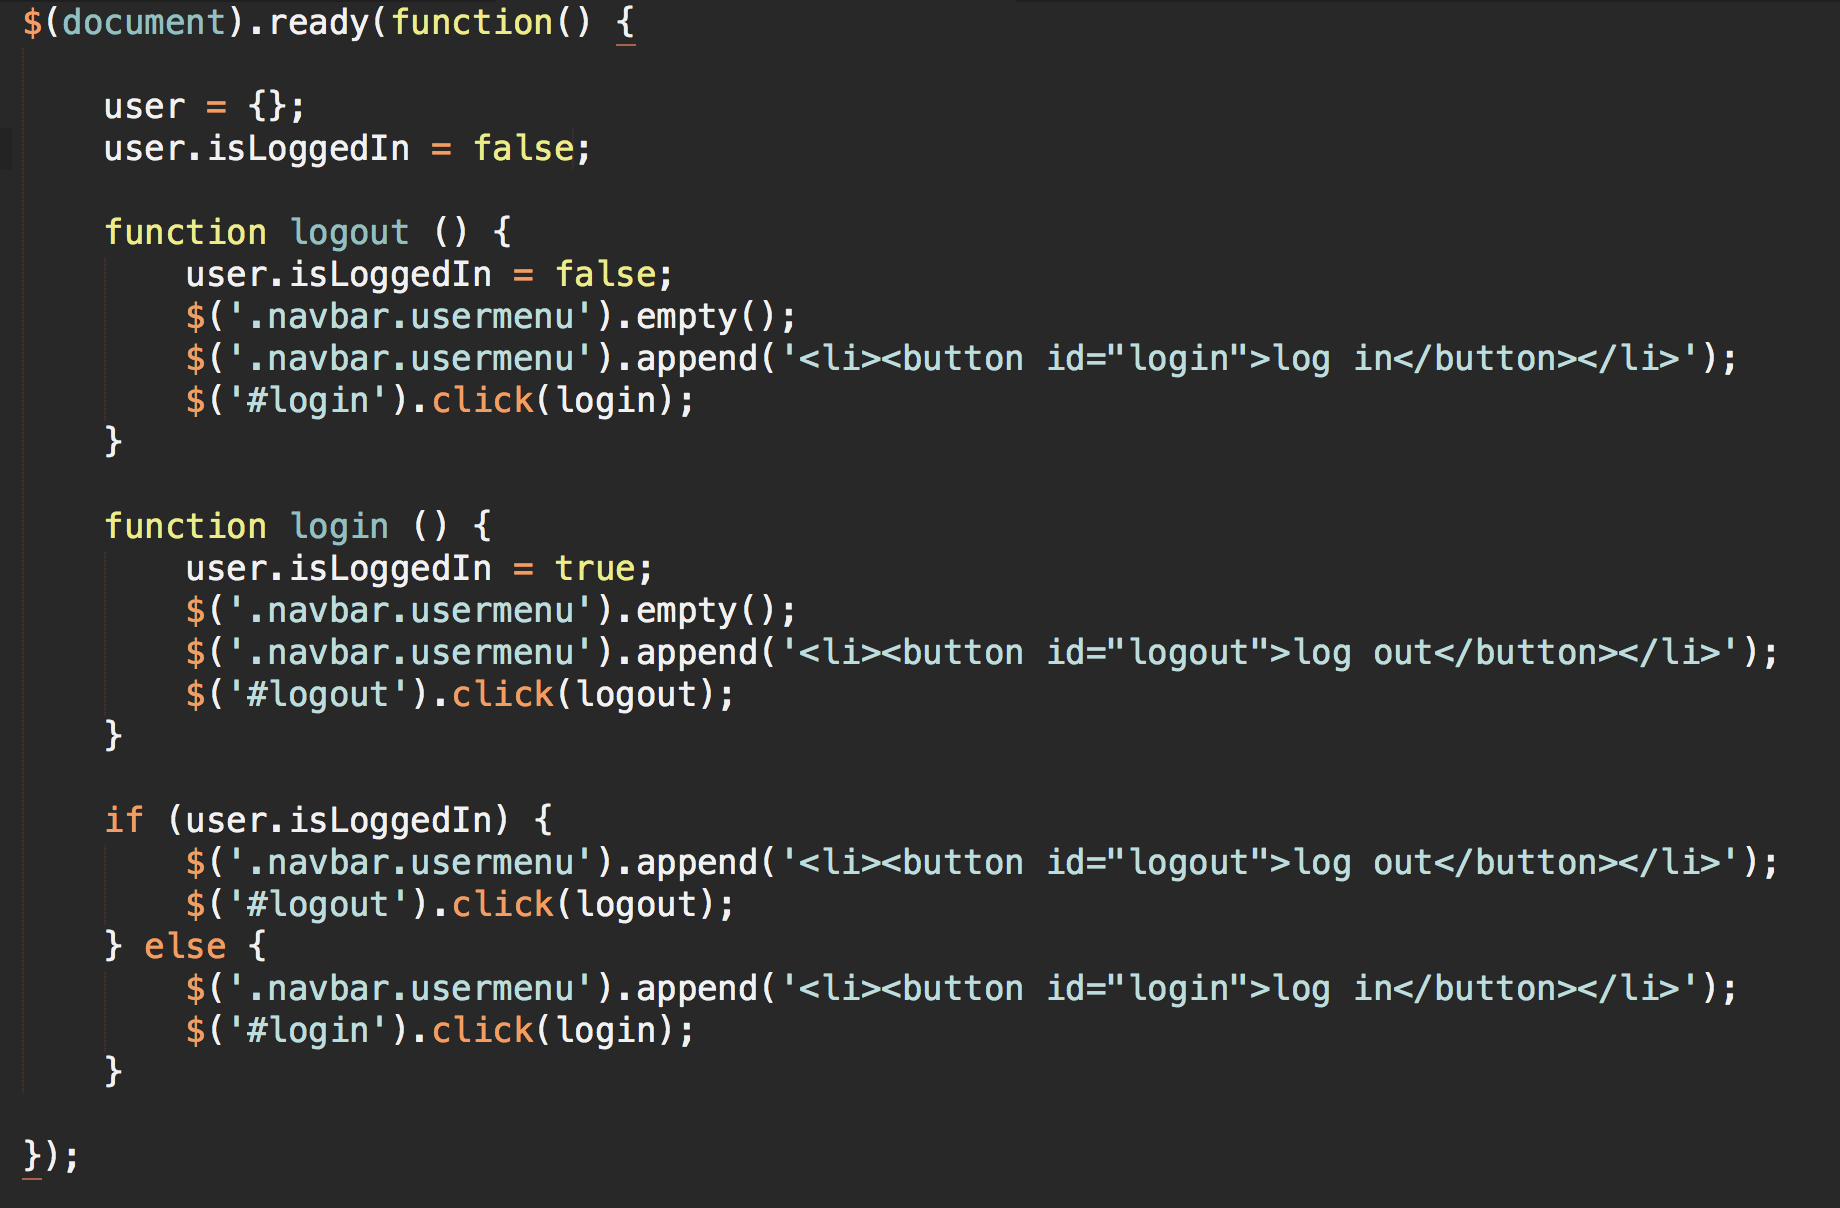 $(document).ready(function() {
user = {};
user.isLoggedIn = false;
function logout () {
user.isLoggedIn = false;
$('.navbar.usermenu').empty();
$('.navbar.usermenu').append('<li><button id="login">log in</button></li>');
$('#login').click(login);
}
function login () {
user.isLoggedIn = true;
$('.navbar.usermenu').empty();
$('.navbar.usermenu').append('<li><button id="logout">log out</button></li>');
$('#logout').click(logout);
}
if (user.isLoggedIn) {
$('.navbar.usermenu').append('<li><button id="logout">log out</button></li>');
$('#logout').click(logout);
} else {
$('.navbar.usermenu').append('<li><button id="login">log in</button></li>');
$('#login').click(login);
}
});